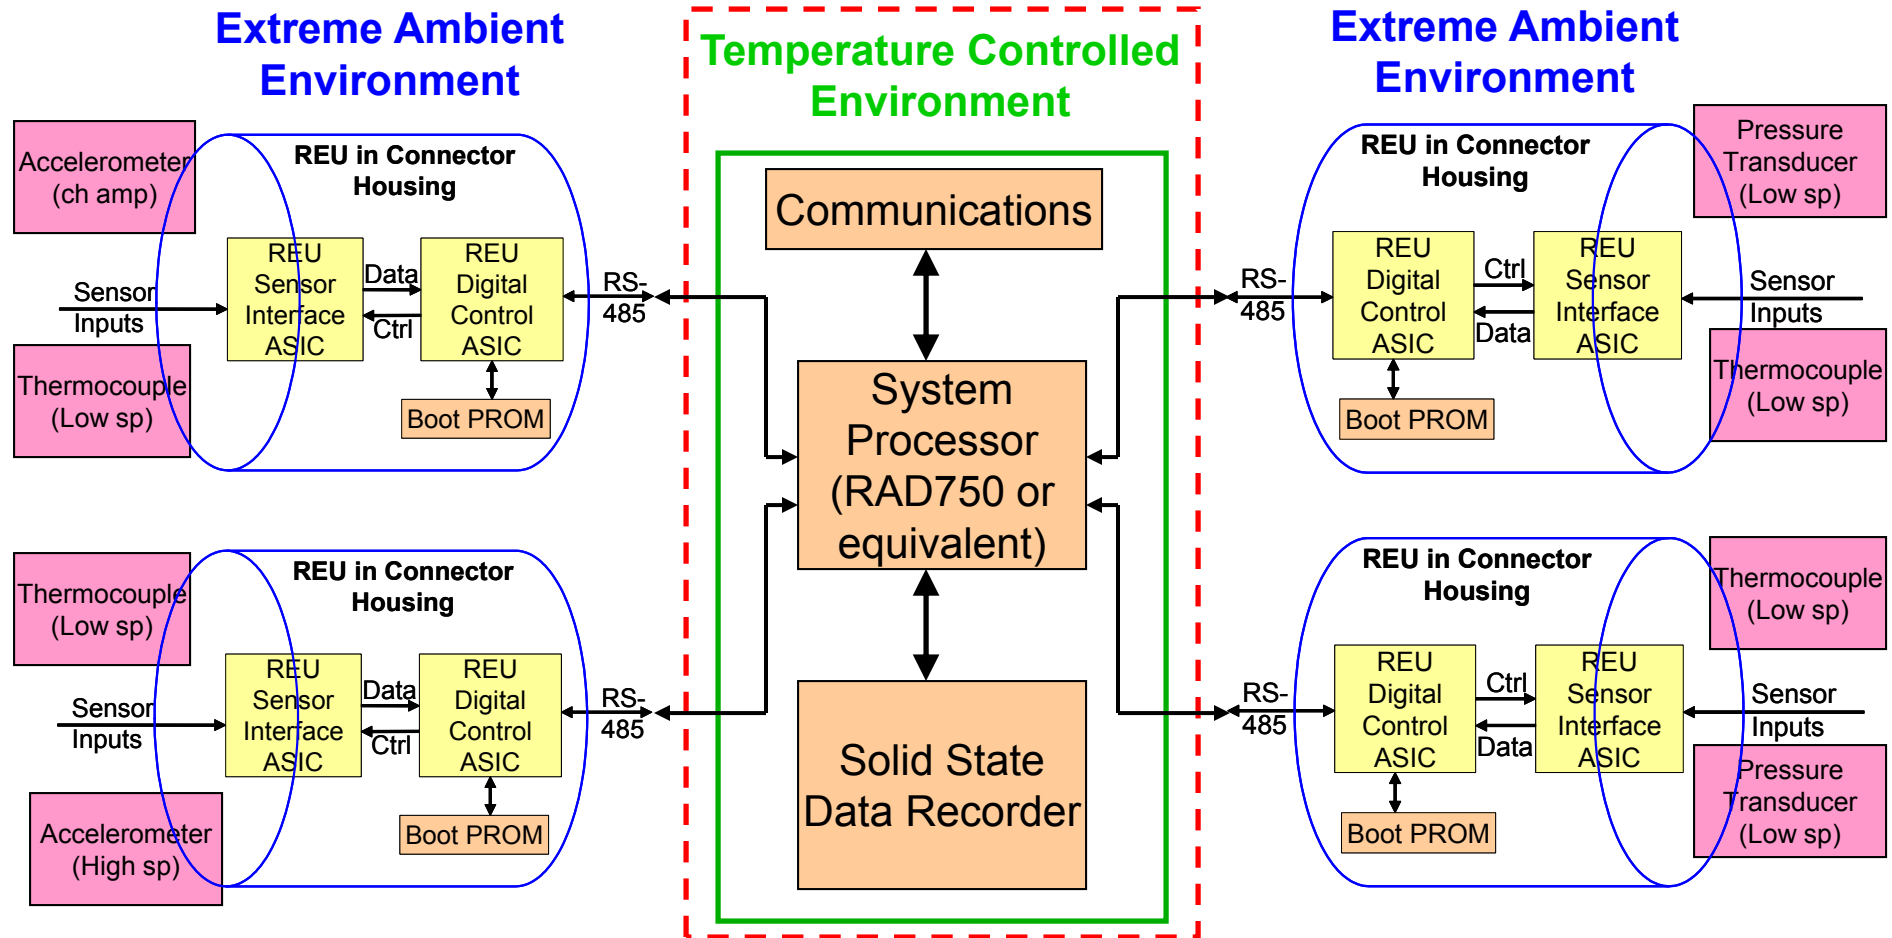 Extreme Ambient
Environment
Temperature Controlled
Environment
Extreme Ambient
Environment
Accelerometer
(ch amp)
REU in Connector
Housing
REU
Sensor
Interface
ASIC
Data
Ctrl
REU
Digital
Control
ASIC
RS-
485
Sensor
Inputs
Thermocouple
(Low sp)
Boot PROM
Thermocouple
(Low sp)
REU in Connector
Housing
REU
Sensor
Interface
ASIC
Data
Ctrl
REU
Digital
Control
ASIC
RS-
485
Sensor
Inputs
Accelerometer
(High sp)
Boot PROM
Communications
System
Processor
(RAD750 or
equivalent)
Solid State
Data Recorder
REU in Connector
Housing
Pressure
Transducer
(Low sp)
RS-
485
REU
Digital
Control
ASIC
Ctrl
Data
REU
Sensor
Interface
ASIC
Sensor
Inputs
Boot PROM
Thermocouple
(Low sp)
REU in Connector
Housing
Thermocouple
(Low sp)
RS-
485
REU
Digital
Control
ASIC
Ctrl
Data
REU
Sensor
Interface
ASIC
Sensor
Inputs
Boot PROM
Pressure
Transducer
(Low sp)